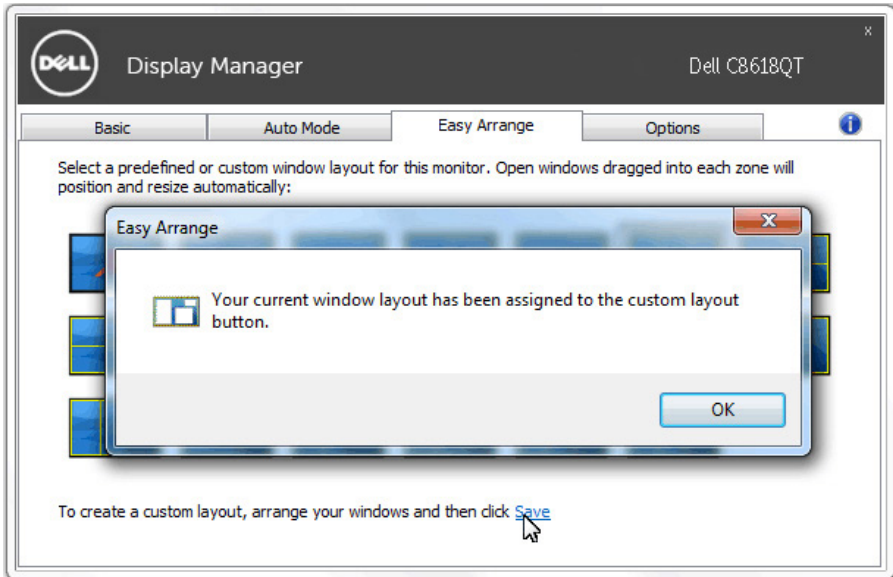 DELL
Display Manager
Dell C8618QT
x
Basic
Auto Mode
Easy Arrange
Options
i
Select a predefined or custom window layout for this monitor. Open windows dragged into each zone will
position and resize automatically:
Easy Arrange
x
Your current window layout has been assigned to the custom layout
button.
OK
To create a custom layout, arrange your windows and then click Save